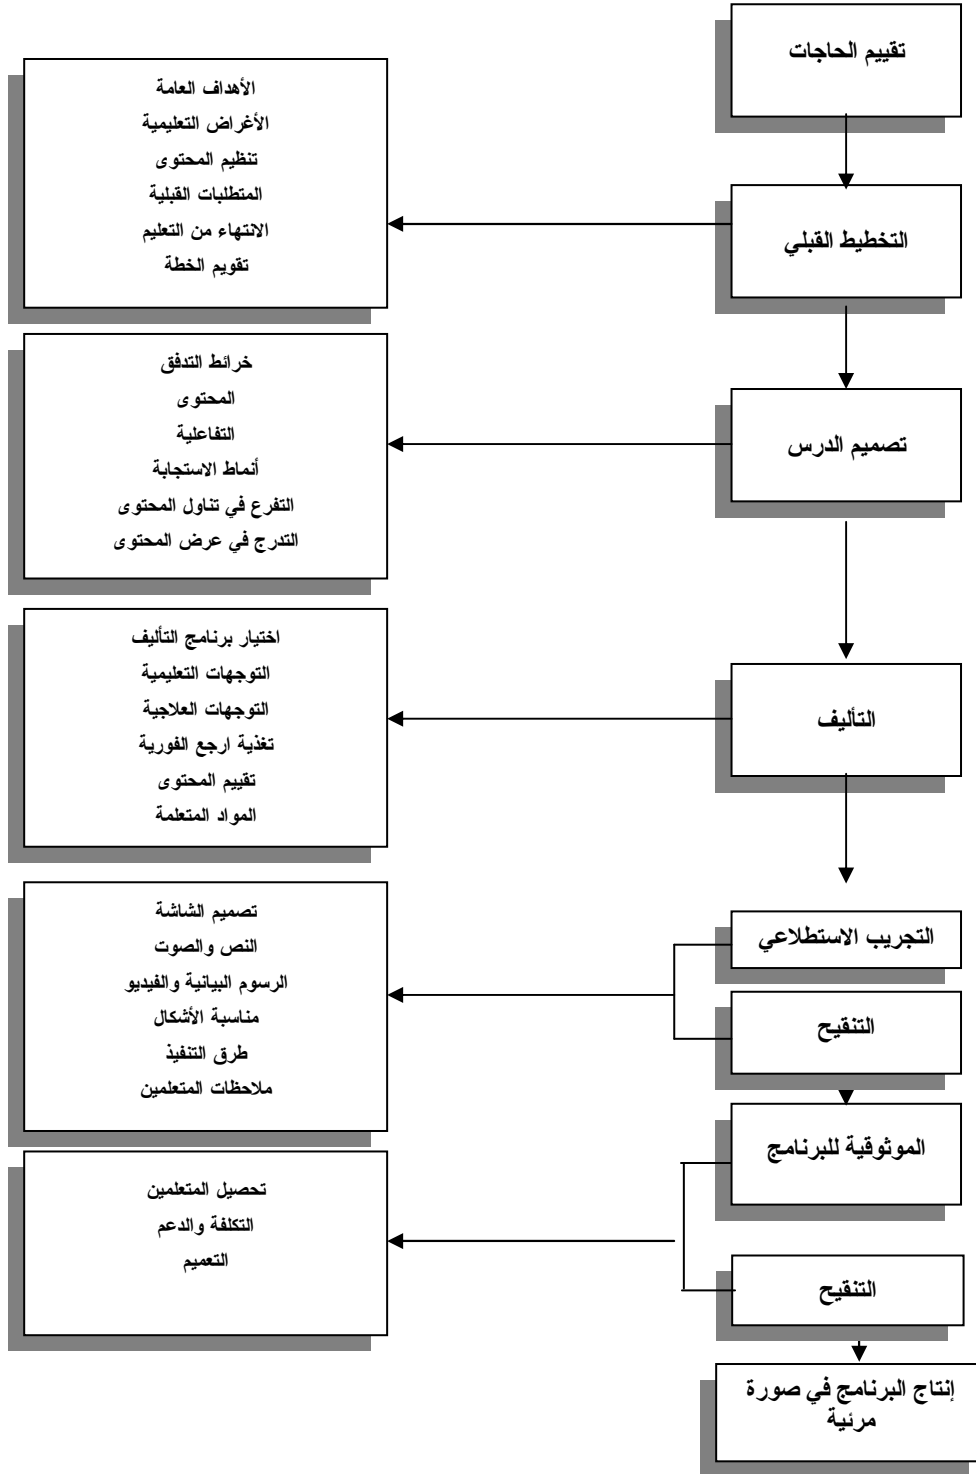 تقييم الحاجات
التخطيط القبلي
الأهداف العامة
الأغراض التعليمية
تنظيم المحتوى
المتطلبات القبلية
الانتهاء من التعليم
تقويم الخطة
تصميم الدرس
خرائط التدفق
المحتوى
التفاعلية
أنماط الاستجابة
التفرع في تناول المحتوى
التدرج في عرض المحتوى
التأليف
اختيار برنامج التأليف
التوجهات التعليمية
التوجهات العلاجية
تغذية ارجع الفورية
تقييم المحتوى
المواد المتعلمة
التجريب الاستطلاعي
التنقيح
تصميم الشاشة
النص والصوت
الرسوم البيانية والفيديو
مناسبة الأشكال
طرق التنفيذ
ملاحظات المتعلمين
الموثوقية للبرنامج
التنقيح
تحصيل المتعلمين
التكلفة والدعم
التعميم
إنتاج البرنامج في صورة
مرئية